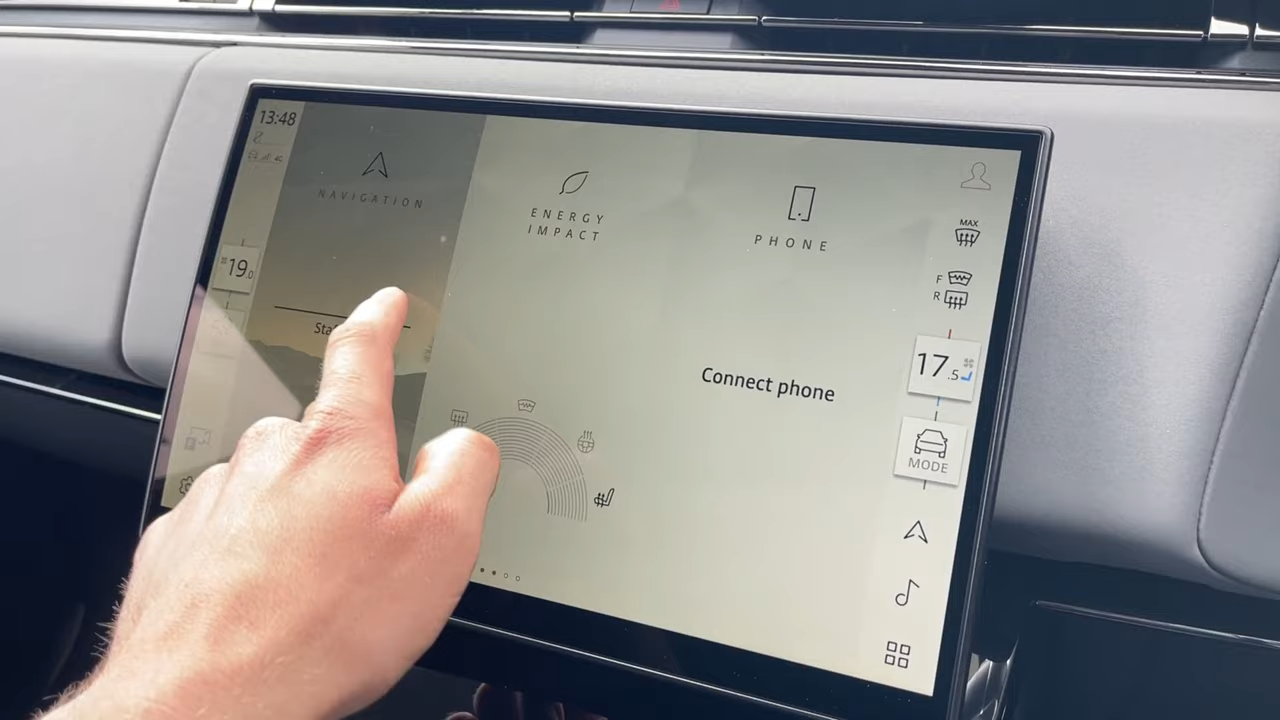 13:48
NAVIGATION
ENERGY
IMPACT
PHONE
MAX
F
R
19.0
17.5
Connect phone
MODE